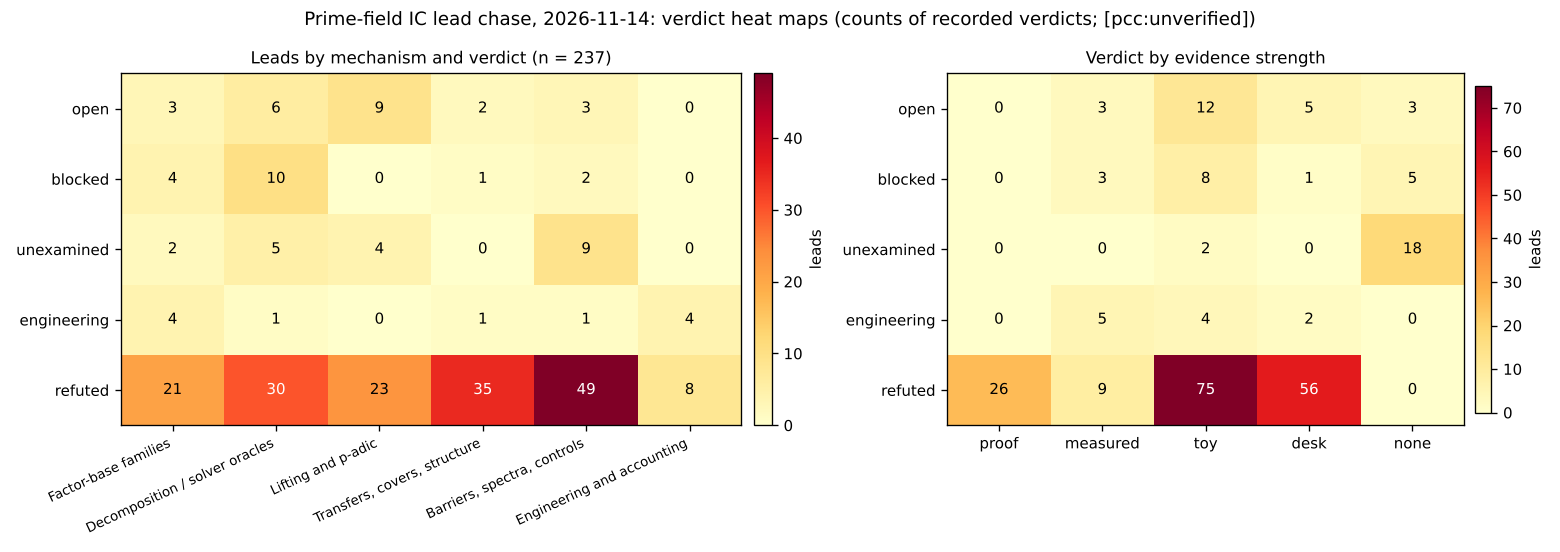 Prime-field IC lead chase, 2026-11-14: verdict heat maps (counts of recorded verdicts; [pcc:unverified])
Leads by mechanism and verdict (n = 237)
open 3 6 9 2 3 0
blocked 4 10 0 1 2 0
unexamined 2 5 4 0 9 0
engineering 4 1 0 1 1 4
refuted 21 30 23 35 49 8
Factor-base families
Decomposition / solver oracles
Lifting and p-adic
Transfers, covers, structure
Barriers, spectra, controls
Engineering and accounting
40
30
20
10
0
leads
Verdict by evidence strength
open 0 3 12 5 3
blocked 0 3 8 1 5
unexamined 0 0 2 0 18
engineering 0 5 4 2 0
refuted 26 9 75 56 0
proof measured toy desk none
70
60
50
40
30
20
10
0
leads